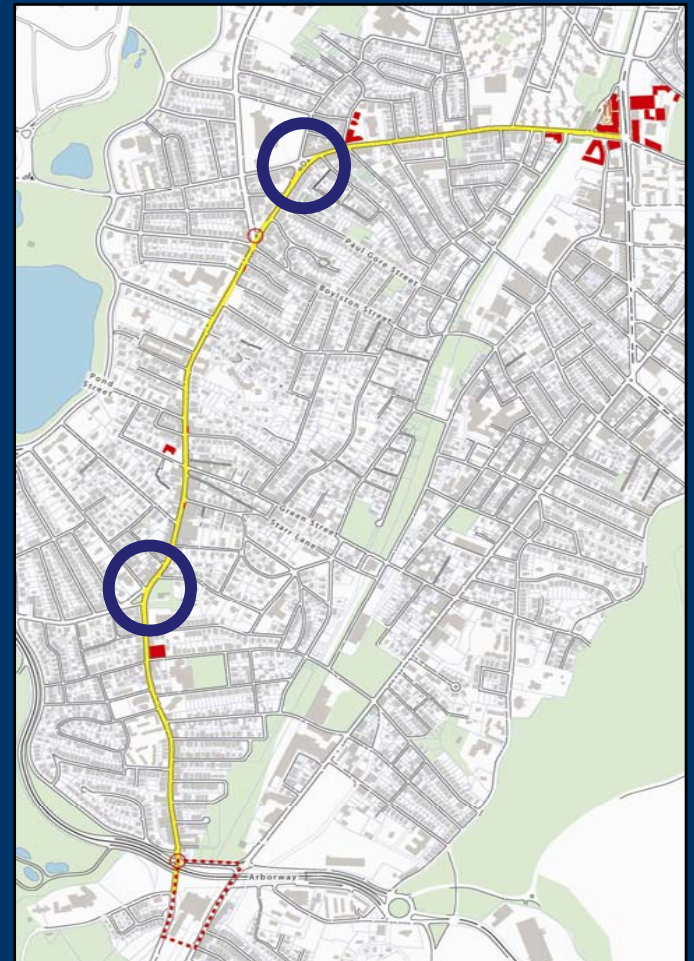 Paul Gore Street
Boylston Street
Pond
Street
Green Street
Starr Lane
Arborway